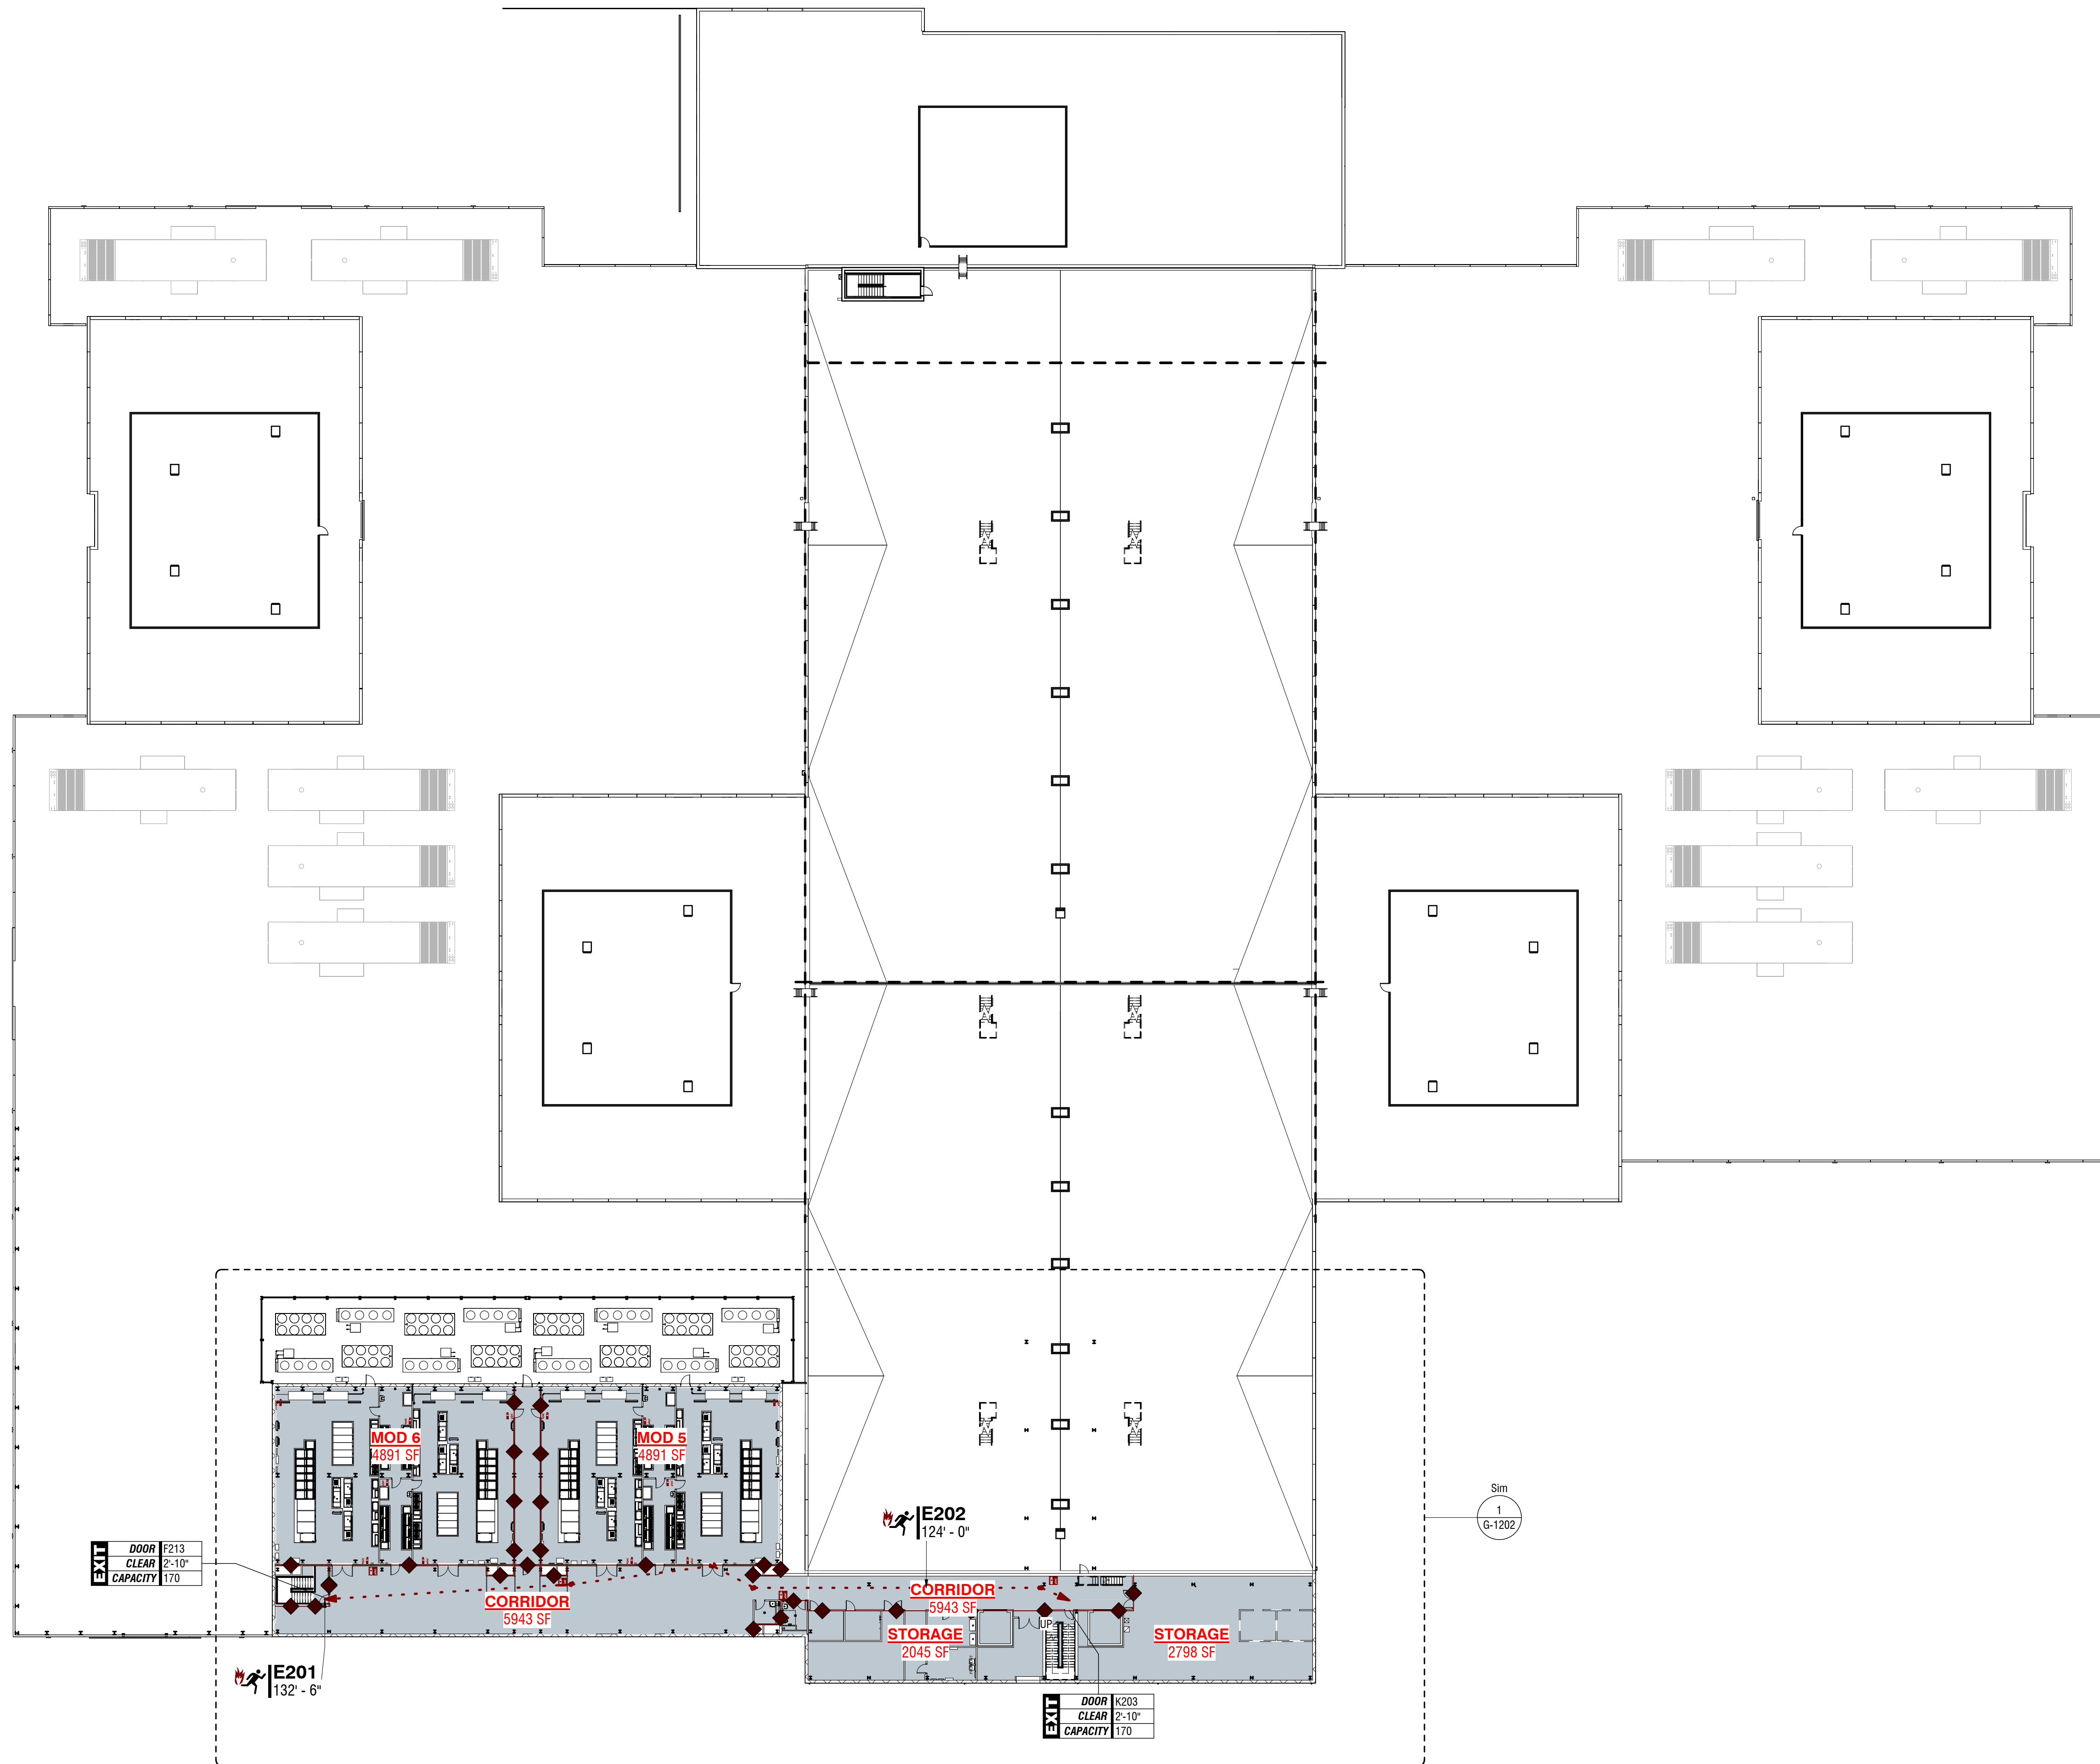 MOD 6
4891 SF
MOD 5
4891 SF
Sim
1
G-1202
E202
124' - 0"
EXIT
DOOR F213
CLEAR 2'-10"
CAPACITY 170
CORRIDOR
5943 SF
CORRIDOR
5943 SF
UP
STORAGE
2045 SF
STORAGE
2798 SF
E201
132' - 6"
EXIT
DOOR K203
CLEAR 2'-10"
CAPACITY 170